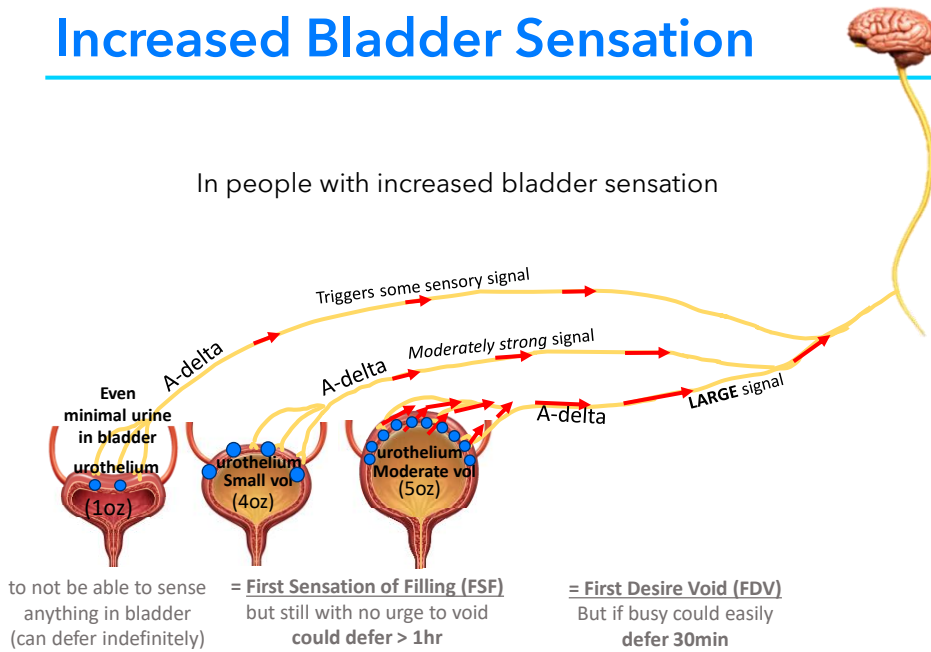 Increased Bladder Sensation
In people with increased bladder sensation
Triggers some sensory signal
A-delta
Moderately strong signal
A-delta
LARGE signal
A-delta
Even
minimal urine
in bladder
urothelium
(1oz)
urothelium
Small vol
(4oz)
urothelium
Moderate vol
(5oz)
to not be able to sense
anything in bladder
(can defer indefinitely)
= First Sensation of Filling (FSF)
but still with no urge to void
could defer > 1hr
= First Desire Void (FDV)
But if busy could easily
defer 30min